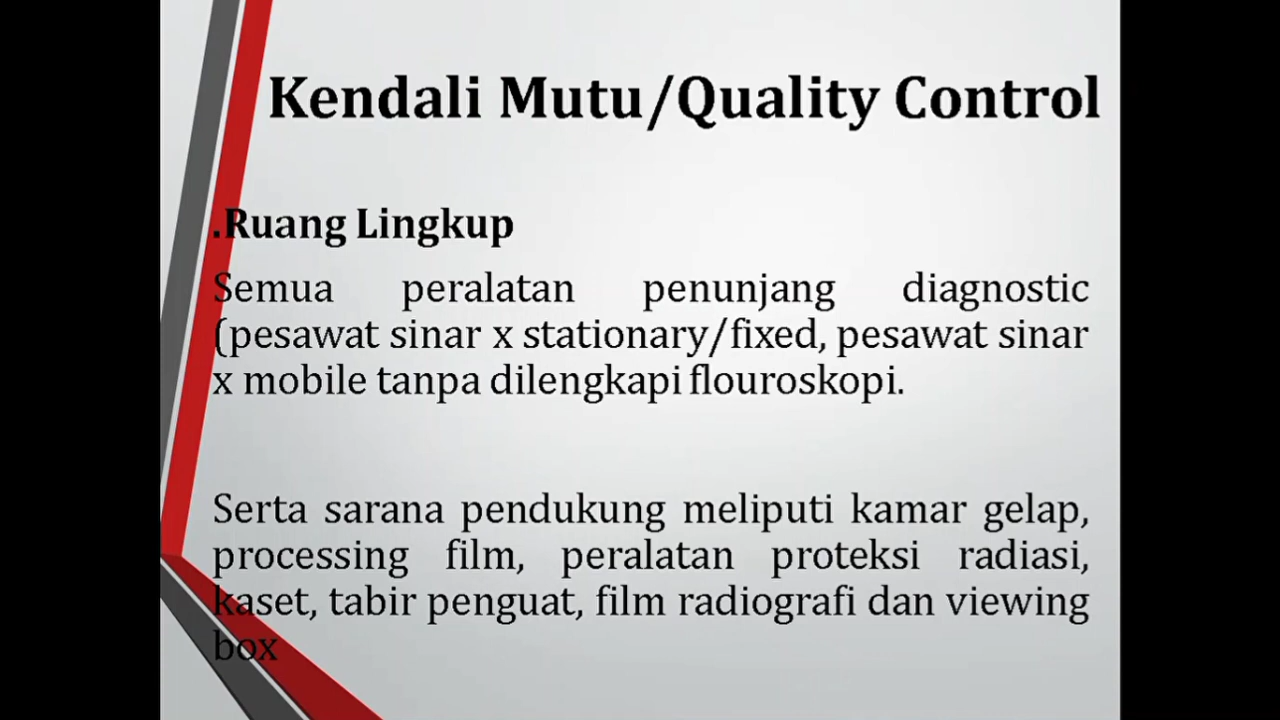 Kendali Mutu/Quality Control
.Ruang Lingkup
Semua peralatan penunjang diagnostic
(pesawat sinar x stationary/fixed, pesawat sinar
x mobile tanpa dilengkapi flouroskopi.
Serta sarana pendukung meliputi kamar gelap,
processing film, peralatan proteksi radiasi,
kaset, tabir penguat, film radiografi dan viewing
box